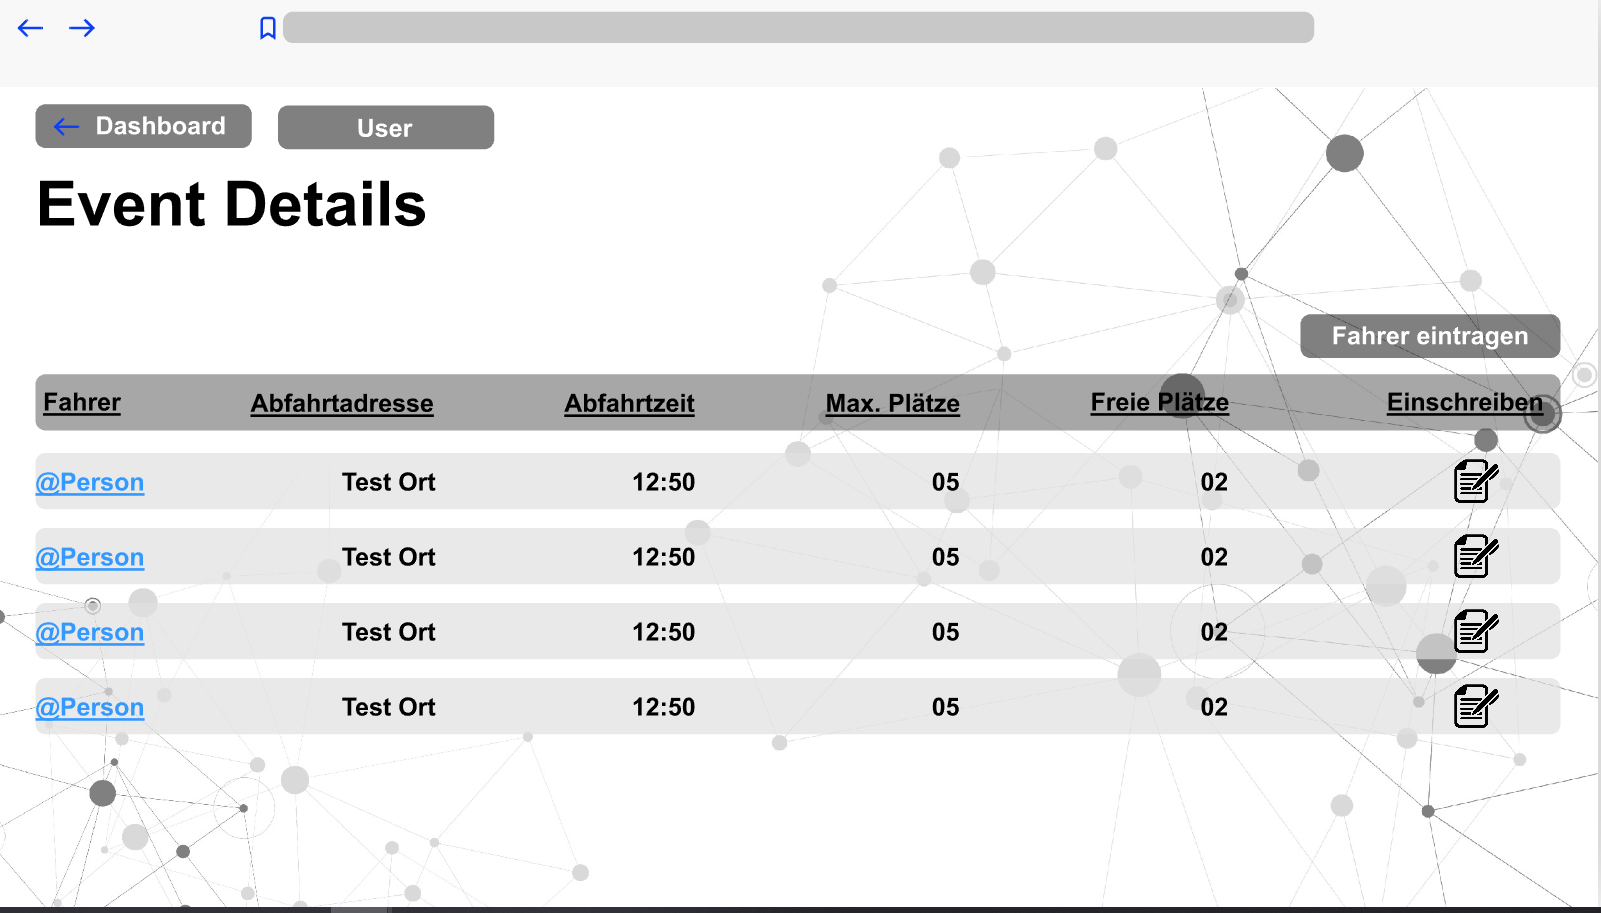 Dashboard User
Event Details
Fahrer eintragen
Fahrer Abfahrtadresse Abfahrtzeit Max. Plätze Freie Plätze Einschreiben
@Person Test Ort 12:50 05 02
@Person Test Ort 12:50 05 02
@Person Test Ort 12:50 05 02
@Person Test Ort 12:50 05 02